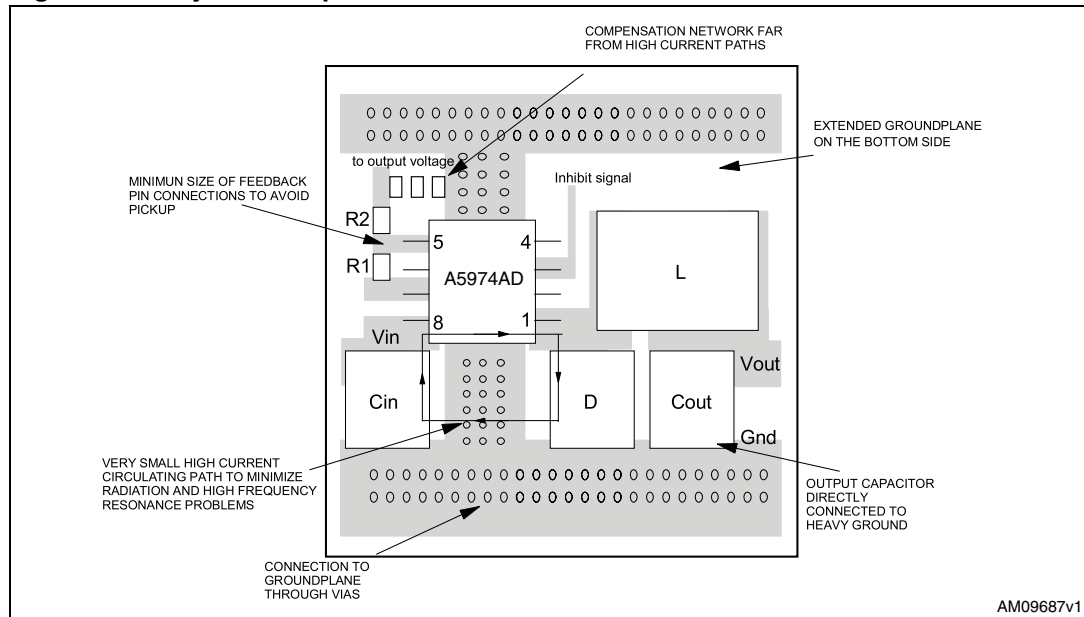 COMPENSATION NETWORK FAR
FROM HIGH CURRENT PATHS
EXTENDED GROUNDPLANE
ON THE BOTTOM SIDE
to output voltage
Inhibit signal
MINIMUN SIZE OF FEEDBACK
PIN CONNECTIONS TO AVOID
PICKUP
R2
5
4
R1
A5974AD
L
8
1
Vin
Vout
Cin
D
Cout
Gnd
VERY SMALL HIGH CURRENT
CIRCULATING PATH TO MINIMIZE
RADIATION AND HIGH FREQUENCY
RESONANCE PROBLEMS
OUTPUT CAPACITOR
DIRECTLY
CONNECTED TO
HEAVY GROUND
CONNECTION TO
GROUNDPLANE
THROUGH VIAS
AM09687v1